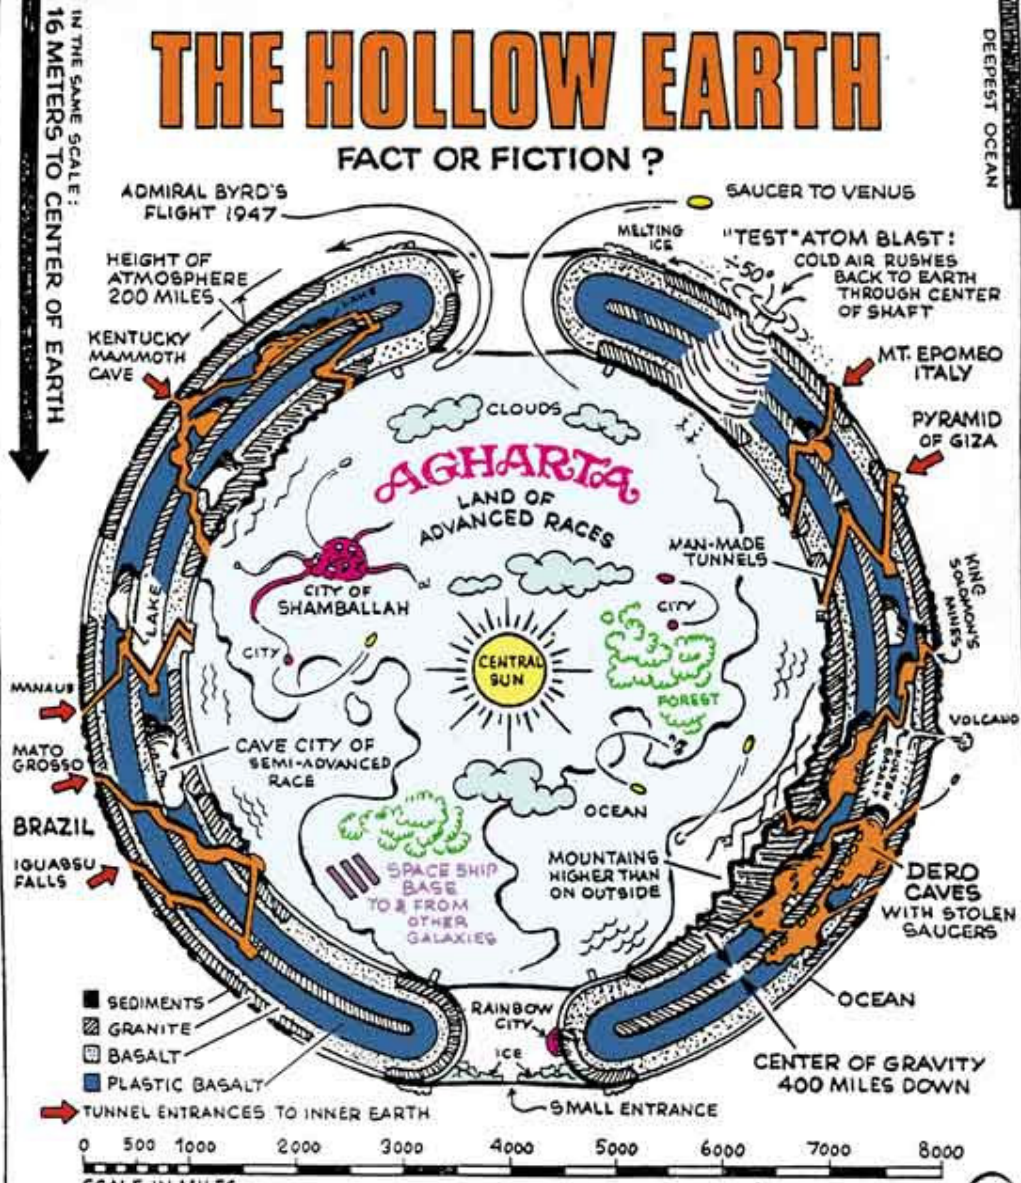 IN THE SAME SCALE:
16 METERS TO CENTER OF EARTH
DEEPEST OCEAN
THE HOLLOW EARTH
FACT OR FICTION ?
ADMIRAL BYRD'S
FLIGHT 1947
SAUCER TO VENUS
MELTING
ICE
"TEST" ATOM BLAST:
COLD AIR RUSHES
BACK TO EARTH
THROUGH CENTER
OF SHAFT
-50°
HEIGHT OF
ATMOSPHERE
200 MILES
LAKE
KENTUCKY
MAMMOTH
CAVE
MT. EPOMEO
ITALY
PYRAMID
OF GIZA
CLOUDS
AGHARTA
LAND OF
ADVANCED RACES
MAN-MADE
TUNNELS
KING
SOLOMON'S
MINES
CITY OF
SHAMBALLAH
CITY
CITY
LAKE
CENTRAL
SUN
FOREST
MANAUS
VOLCANO
MATO
GROSSO
CAVE CITY OF
SEMI-ADVANCED
RACE
MOLTEN
BASALT
OCEAN
BRAZIL
IGUASSU
FALLS
SPACE SHIP
BASE
TO & FROM
OTHER
GALAXIES
MOUNTAINS
HIGHER THAN
ON OUTSIDE
DERO
CAVES
WITH STOLEN
SAUCERS
SEDIMENTS
GRANITE
BASALT
PLASTIC BASALT
TUNNEL ENTRANCES TO INNER EARTH
RAINBOW
CITY
ICE
SMALL ENTRANCE
OCEAN
CENTER OF GRAVITY
400 MILES DOWN
0 500 1000 2000 3000 4000 5000 6000 7000 8000
SCALE IN MILES